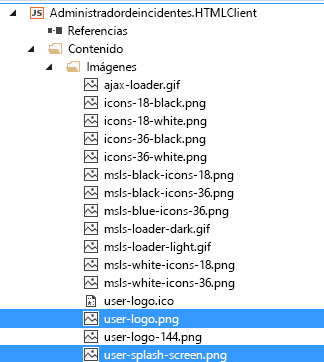 Administradordeincidentes.HTMLClient
Referencias
Contenido
Imágenes
ajax-loader.gif
icons-18-black.png
icons-18-white.png
icons-36-black.png
icons-36-white.png
msls-black-icons-18.png
msls-black-icons-36.png
msls-blue-icons-36.png
msls-loader-dark.gif
msls-loader-light.gif
msls-white-icons-18.png
msls-white-icons-36.png
user-logo.ico
user-logo.png
user-logo-144.png
user-splash-screen.png